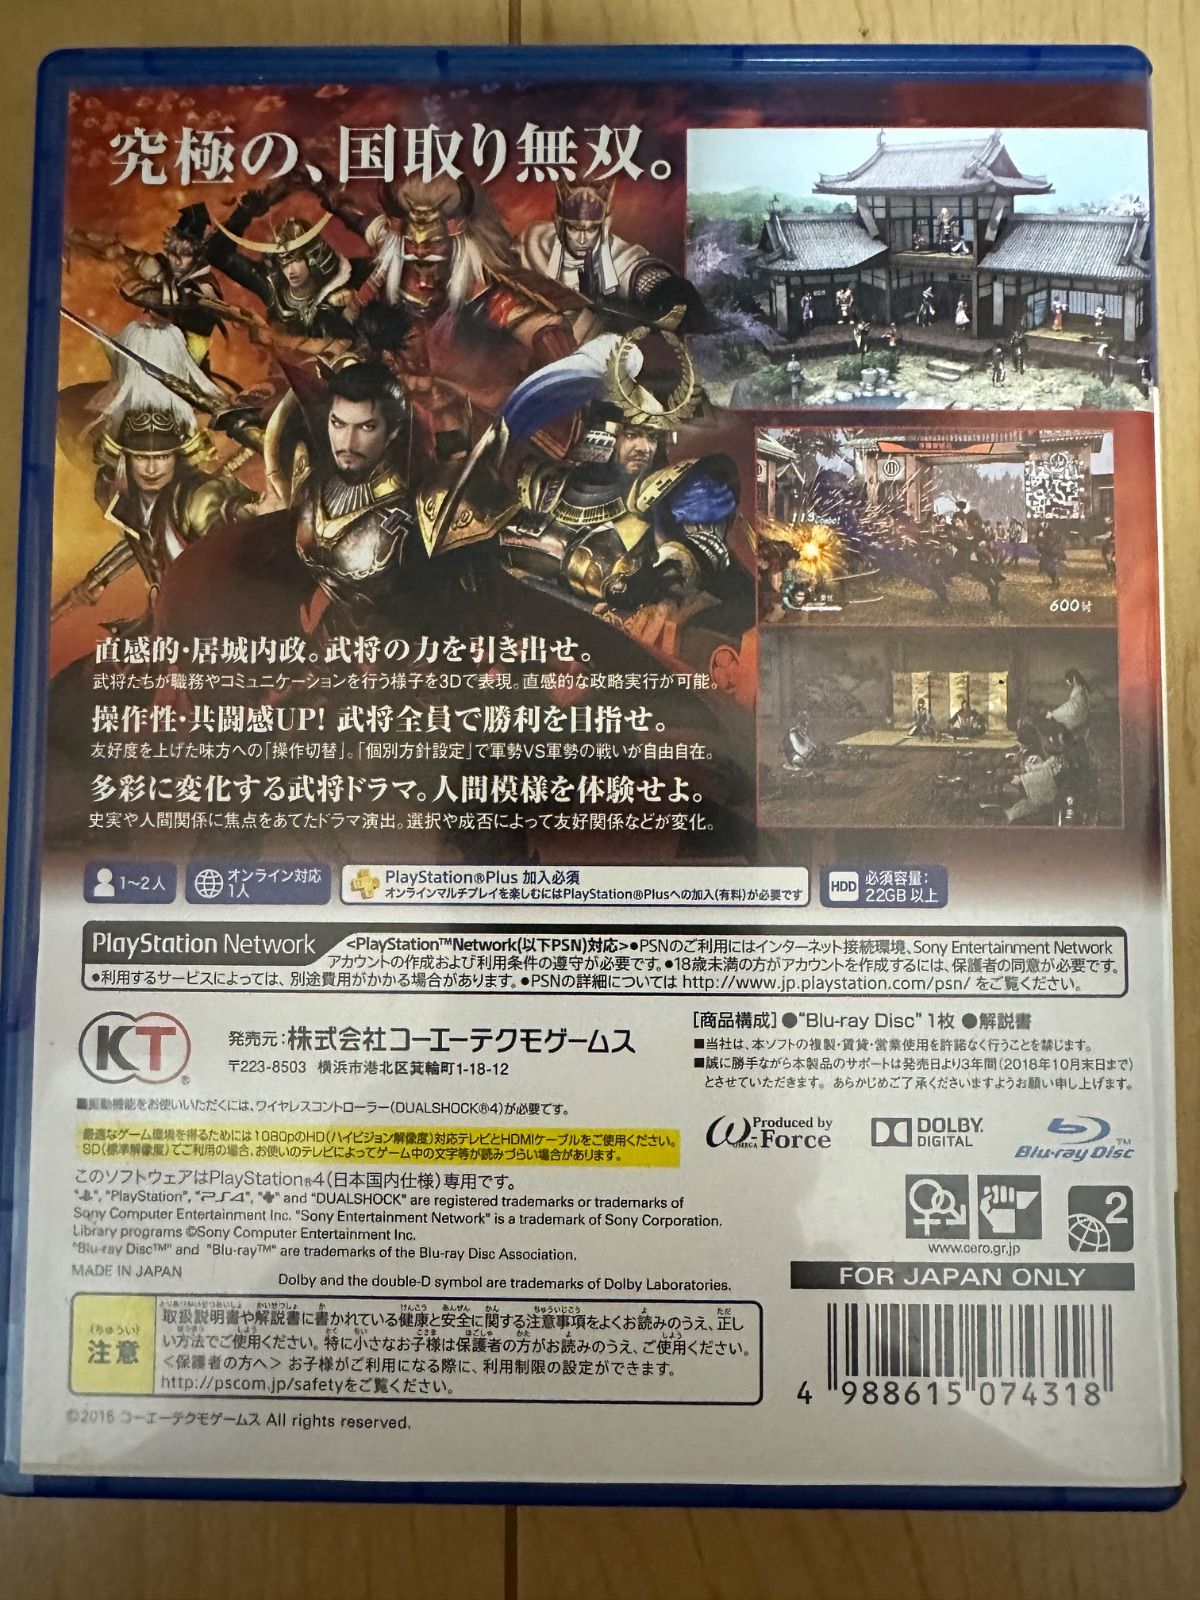 究極の、国取り無双。
119 Combo!
600討
直感的・居城内政。武将の力を引き出せ。
武将たちが職務やコミュニケーションを行う様子を3Dで表現。直感的な政略実行が可能。
操作性・共闘感UP! 武将全員で勝利を目指せ。
友好度を上げた味方への「操作切替」。「個別方針設定」で軍勢VS軍勢の戦いが自由自在。
多彩に変化する武将ドラマ。人間模様を体験せよ。
史実や人間関係に焦点をあてたドラマ演出。選択や成否によって友好関係などが変化。
1~2人
オンライン対応
1人
PlayStation®Plus 加入必須
オンラインマルチプレイを楽しむにはPlayStation®Plusへの加入(有料)が必要です
HDD
必須容量:
22GB 以上
PlayStation Network
<PlayStation™Network(以下PSN)対応>●PSNのご利用にはインターネット接続環境、Sony Entertainment Network
アカウントの作成および利用条件の遵守が必要です。●18歳未満の方がアカウントを作成するには、保護者の同意が必要です。
●利用するサービスによっては、別途費用がかかる場合があります。●PSNの詳細については http://www.jp.playstation.com/psn/ をご覧ください。
KT®
発売元:株式会社コーエーテクモゲームス
〒223-8503 横浜市港北区箕輪町1-18-12
[商品構成]●"Blu-ray Disc" 1枚 ●解説書
■当社は、本ソフトの複製・賃貸・営業使用を許諾なく行うことを禁じます。
■誠に勝手ながら本製品のサポートは発売日より3年間(2018年10月末日まで)
とさせていただきます。あらかじめご了承くださいますようお願い申し上げます。
■振動機能をお使いいただくには、ワイヤレスコントローラー(DUALSHOCK®4)が必要です。
最適なゲーム環境を得るためには1080pのHD(ハイビジョン解像度)対応テレビとHDMIケーブルをご使用ください。
SD(標準解像度)でご利用の場合、お使いのテレビによってゲーム中の文字等が読みづらい場合があります。
Produced by
ω-Force
OMEGA
DOLBY
DIGITAL
Blu-ray Disc™
このソフトウェアはPlayStation®4(日本国内仕様)専用です。
"PlayStation", "PS4", and "DUALSHOCK" are registered trademarks or trademarks of
Sony Computer Entertainment Inc. "Sony Entertainment Network" is a trademark of Sony Corporation.
Library programs ©Sony Computer Entertainment Inc.
"Blu-ray Disc™" and "Blu-ray™" are trademarks of the Blu-ray Disc Association.
MADE IN JAPAN
Dolby and the double-D symbol are trademarks of Dolby Laboratories.
www.cero.gr.jp
2
FOR JAPAN ONLY
(ちゅうい)
注意
取扱説明書や解説書に書かれている健康と安全に関する注意事項をよくお読みのうえ、正し
い方法でご使用ください。特に小さなお子様は保護者の方がお読みのうえ、ご使用ください。
<保護者の方へ> お子様がご利用になる際に、利用制限の設定ができます。
http://pscom.jp/safetyをご覧ください。
4 988615 074318
©2015 コーエーテクモゲームス All rights reserved.